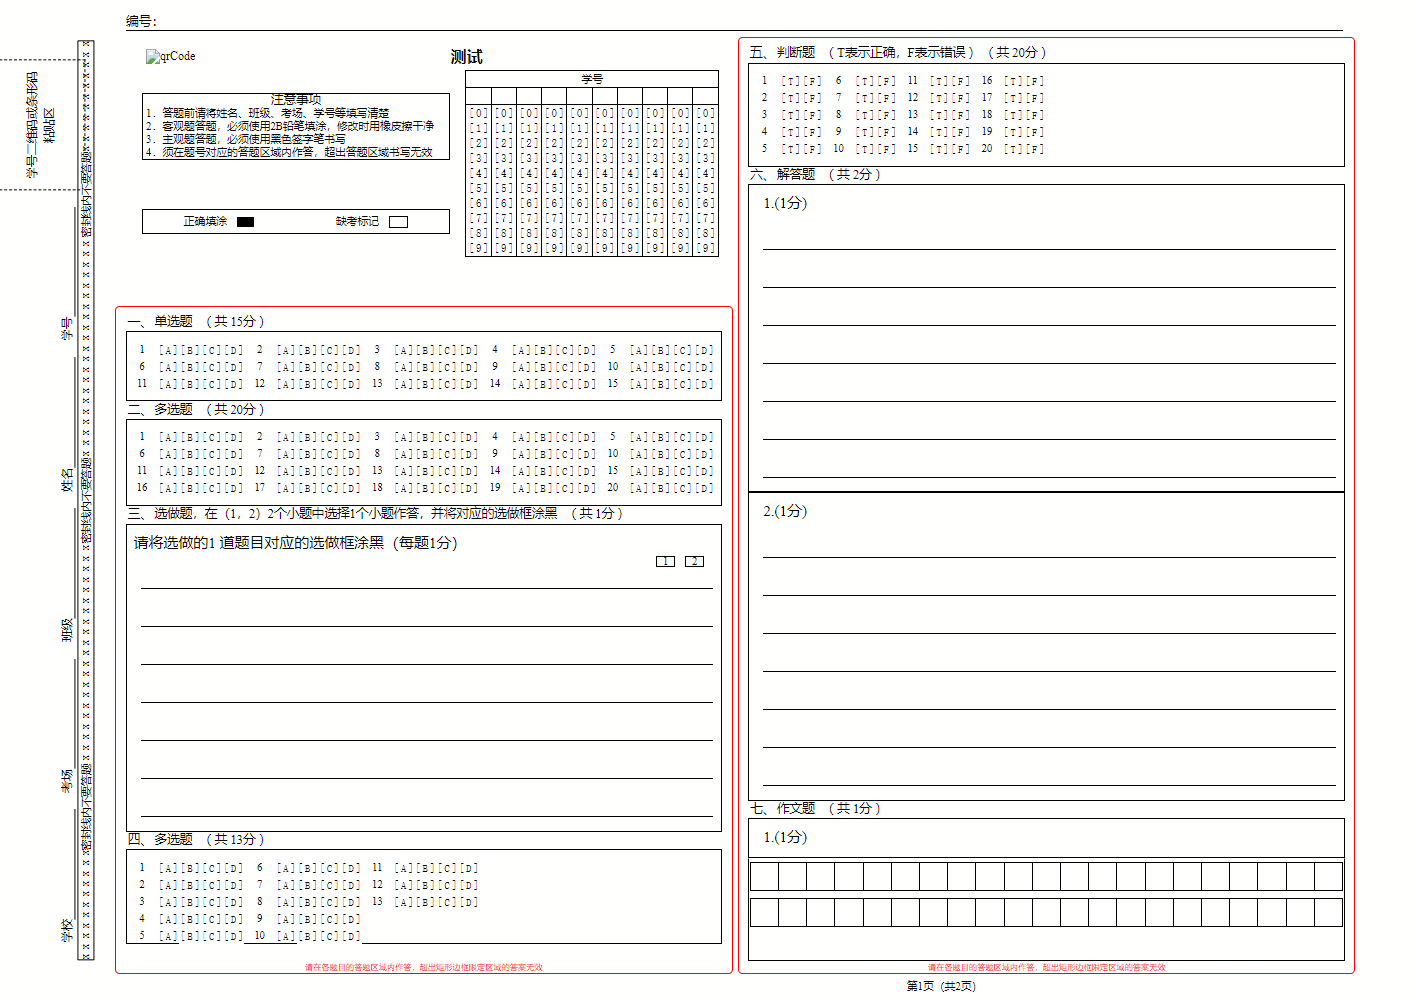 编号：
学号二维码或条形码
粘贴区
学号
姓名
班级
考场
学校
x x x x x x x x x x 密封线内不要答题 x x x x x x x x x x x x x x x x x x x x x x 密封线内不要答题 x x x x x x x x x x x x x x x x x x x x x x 密封线内不要答题 x x x x x x x x x x
qrCode
测试
注意事项
1. 答题前请将姓名、班级、考场、学号等填写清楚
2. 客观题答题，必须使用2B铅笔填涂，修改时用橡皮擦干净
3. 主观题答题，必须使用黑色签字笔书写
4. 须在题号对应的答题区域内作答，超出答题区域书写无效
正确填涂 缺考标记
学号
[0] [0] [0] [0] [0] [0] [0] [0] [0] [0]
[1] [1] [1] [1] [1] [1] [1] [1] [1] [1]
[2] [2] [2] [2] [2] [2] [2] [2] [2] [2]
[3] [3] [3] [3] [3] [3] [3] [3] [3] [3]
[4] [4] [4] [4] [4] [4] [4] [4] [4] [4]
[5] [5] [5] [5] [5] [5] [5] [5] [5] [5]
[6] [6] [6] [6] [6] [6] [6] [6] [6] [6]
[7] [7] [7] [7] [7] [7] [7] [7] [7] [7]
[8] [8] [8] [8] [8] [8] [8] [8] [8] [8]
[9] [9] [9] [9] [9] [9] [9] [9] [9] [9]
一、单选题 （共 15分）
1 [A][B][C][D] 2 [A][B][C][D] 3 [A][B][C][D] 4 [A][B][C][D] 5 [A][B][C][D]
6 [A][B][C][D] 7 [A][B][C][D] 8 [A][B][C][D] 9 [A][B][C][D] 10 [A][B][C][D]
11 [A][B][C][D] 12 [A][B][C][D] 13 [A][B][C][D] 14 [A][B][C][D] 15 [A][B][C][D]
二、多选题 （共 20分）
1 [A][B][C][D] 2 [A][B][C][D] 3 [A][B][C][D] 4 [A][B][C][D] 5 [A][B][C][D]
6 [A][B][C][D] 7 [A][B][C][D] 8 [A][B][C][D] 9 [A][B][C][D] 10 [A][B][C][D]
11 [A][B][C][D] 12 [A][B][C][D] 13 [A][B][C][D] 14 [A][B][C][D] 15 [A][B][C][D]
16 [A][B][C][D] 17 [A][B][C][D] 18 [A][B][C][D] 19 [A][B][C][D] 20 [A][B][C][D]
三、选做题，在（1，2）2个小题中选择1个小题作答，并将对应的选做框涂黑 （共 1分）
请将选做的1 道题目对应的选做框涂黑（每题1分）
1 2
四、多选题 （共 13分）
1 [A][B][C][D] 6 [A][B][C][D] 11 [A][B][C][D]
2 [A][B][C][D] 7 [A][B][C][D] 12 [A][B][C][D]
3 [A][B][C][D] 8 [A][B][C][D] 13 [A][B][C][D]
4 [A][B][C][D] 9 [A][B][C][D]
5 [A][B][C][D] 10 [A][B][C][D]
请在各题目的答题区域内作答，超出矩形边框限定区域的答案无效
五、判断题 （T表示正确，F表示错误）（共 20分）
1 [T][F] 6 [T][F] 11 [T][F] 16 [T][F]
2 [T][F] 7 [T][F] 12 [T][F] 17 [T][F]
3 [T][F] 8 [T][F] 13 [T][F] 18 [T][F]
4 [T][F] 9 [T][F] 14 [T][F] 19 [T][F]
5 [T][F] 10 [T][F] 15 [T][F] 20 [T][F]
六、解答题 （共 2分）
1.(1分)
2.(1分)
七、作文题 （共 1分）
1.(1分)
请在各题目的答题区域内作答，超出矩形边框限定区域的答案无效
第1页（共2页）